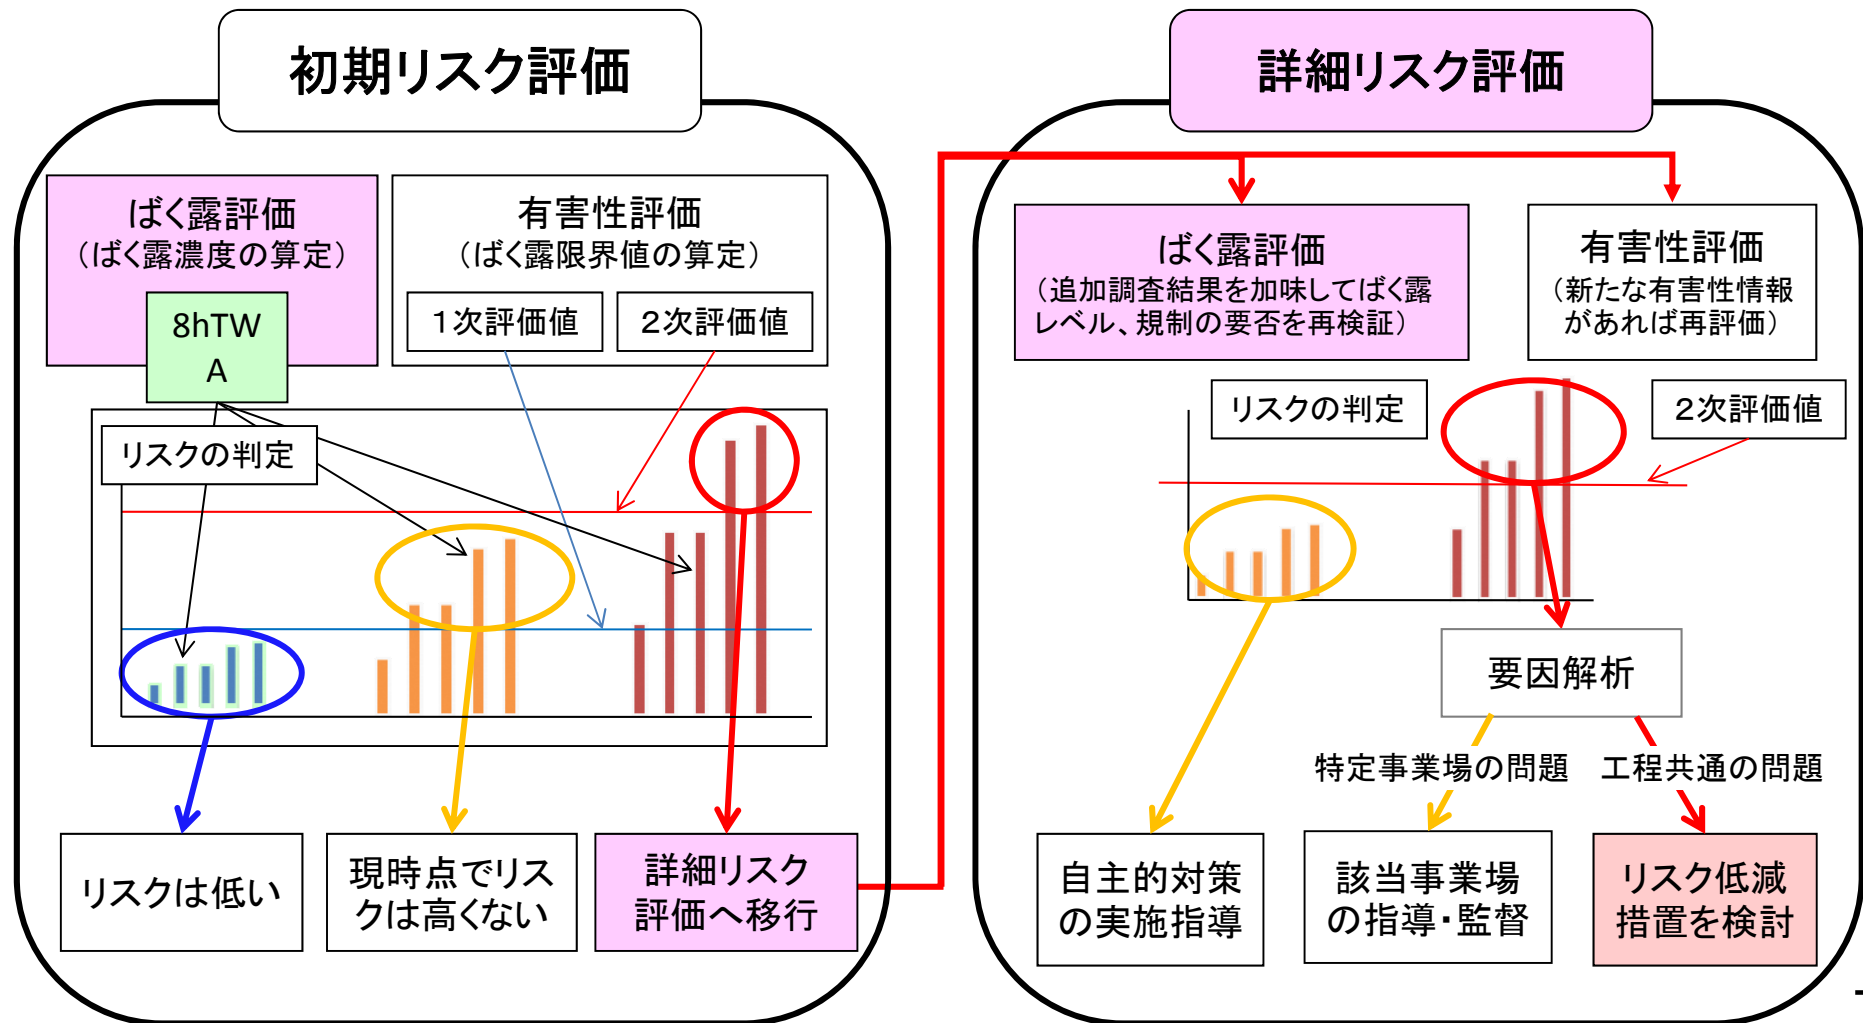 初期リスク評価
ばく露評価
（ばく露濃度の算定）
8hTW
A
有害性評価
（ばく露限界値の算定）
１次評価値
２次評価値
リスクの判定
リスクは低い
現時点でリス
クは高くない
詳細リスク
評価へ移行
詳細リスク評価
ばく露評価
（追加調査結果を加味してばく露
レベル、規制の要否を再検証）
有害性評価
（新たな有害性情報
があれば再評価）
リスクの判定
２次評価値
要因解析
特定事業場の問題
工程共通の問題
自主的対策
の実施指導
該当事業場
の指導・監督
リスク低減
措置を検討